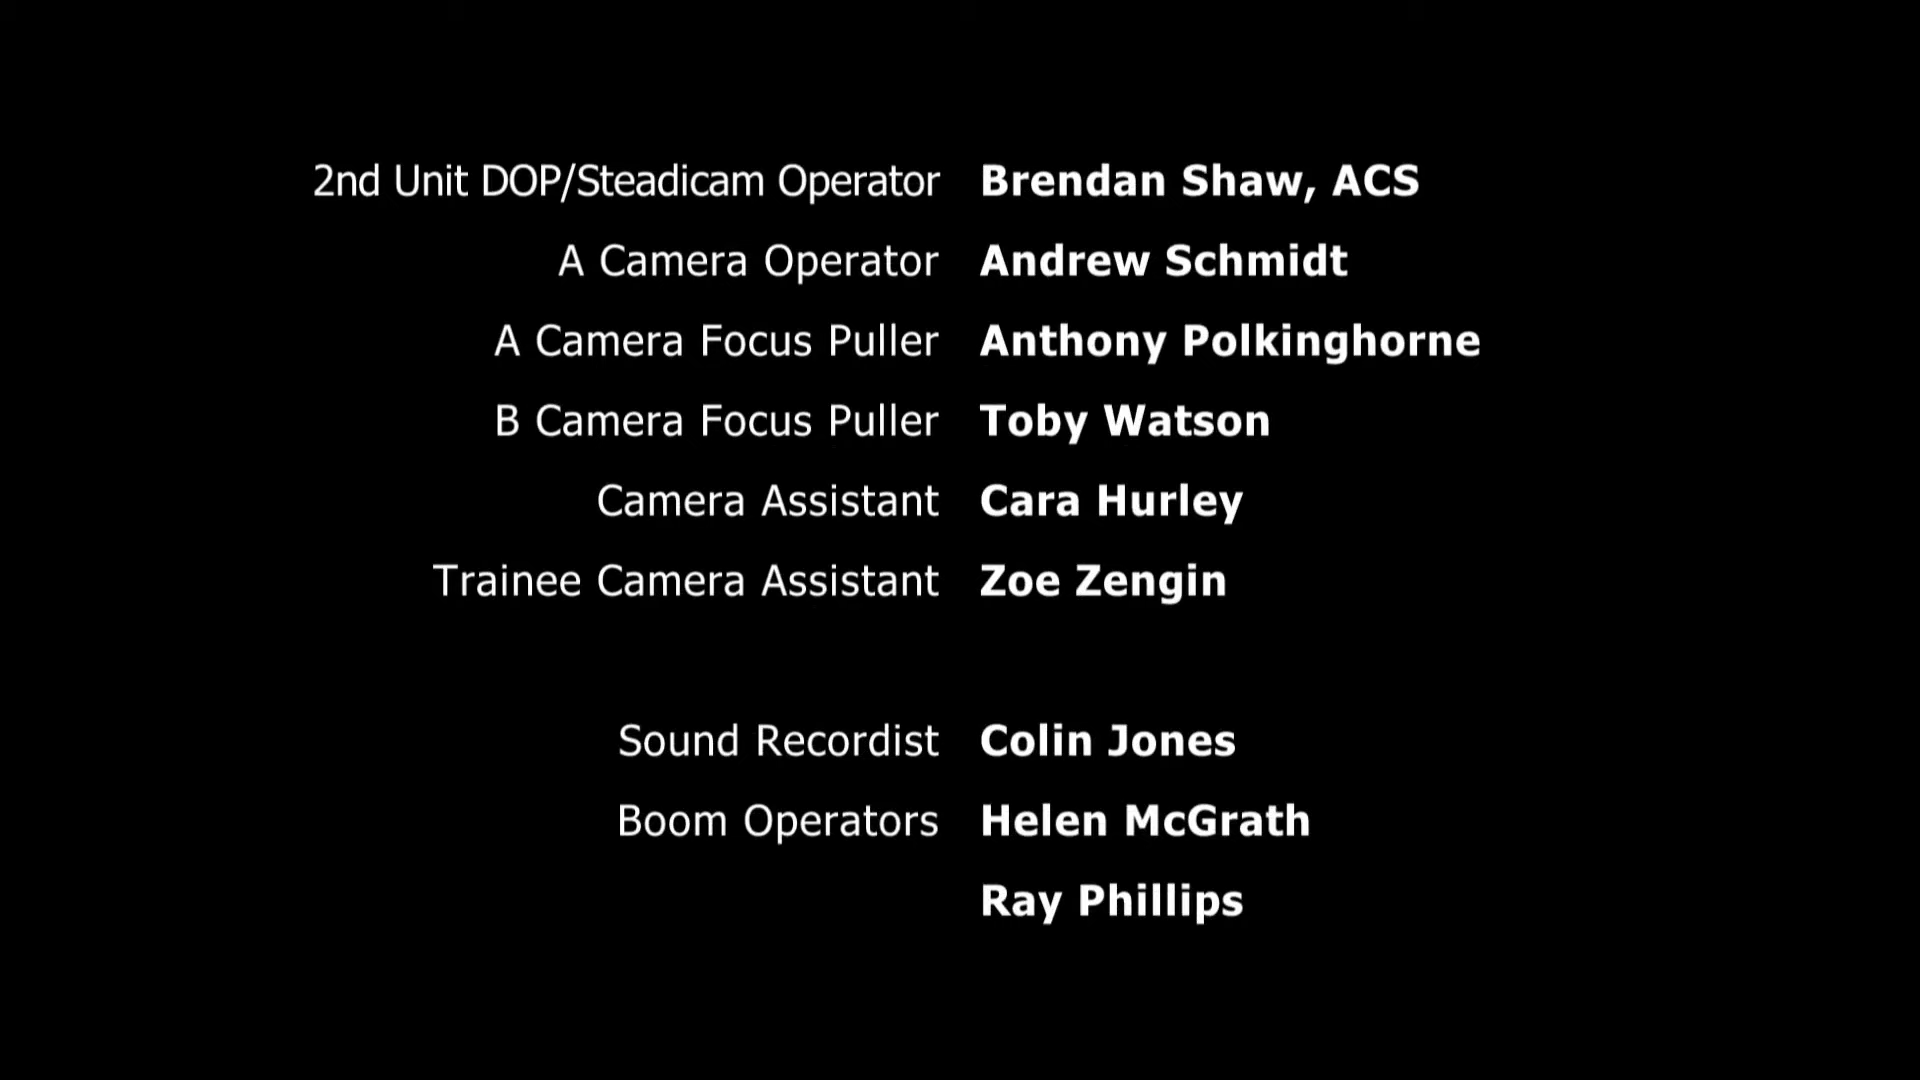 2nd Unit DOP/Steadicam Operator Brendan Shaw, ACS
A Camera Operator Andrew Schmidt
A Camera Focus Puller Anthony Polkinghorne
B Camera Focus Puller Toby Watson
Camera Assistant Cara Hurley
Trainee Camera Assistant Zoe Zengin
Sound Recordist Colin Jones
Boom Operators Helen McGrath
Ray Phillips